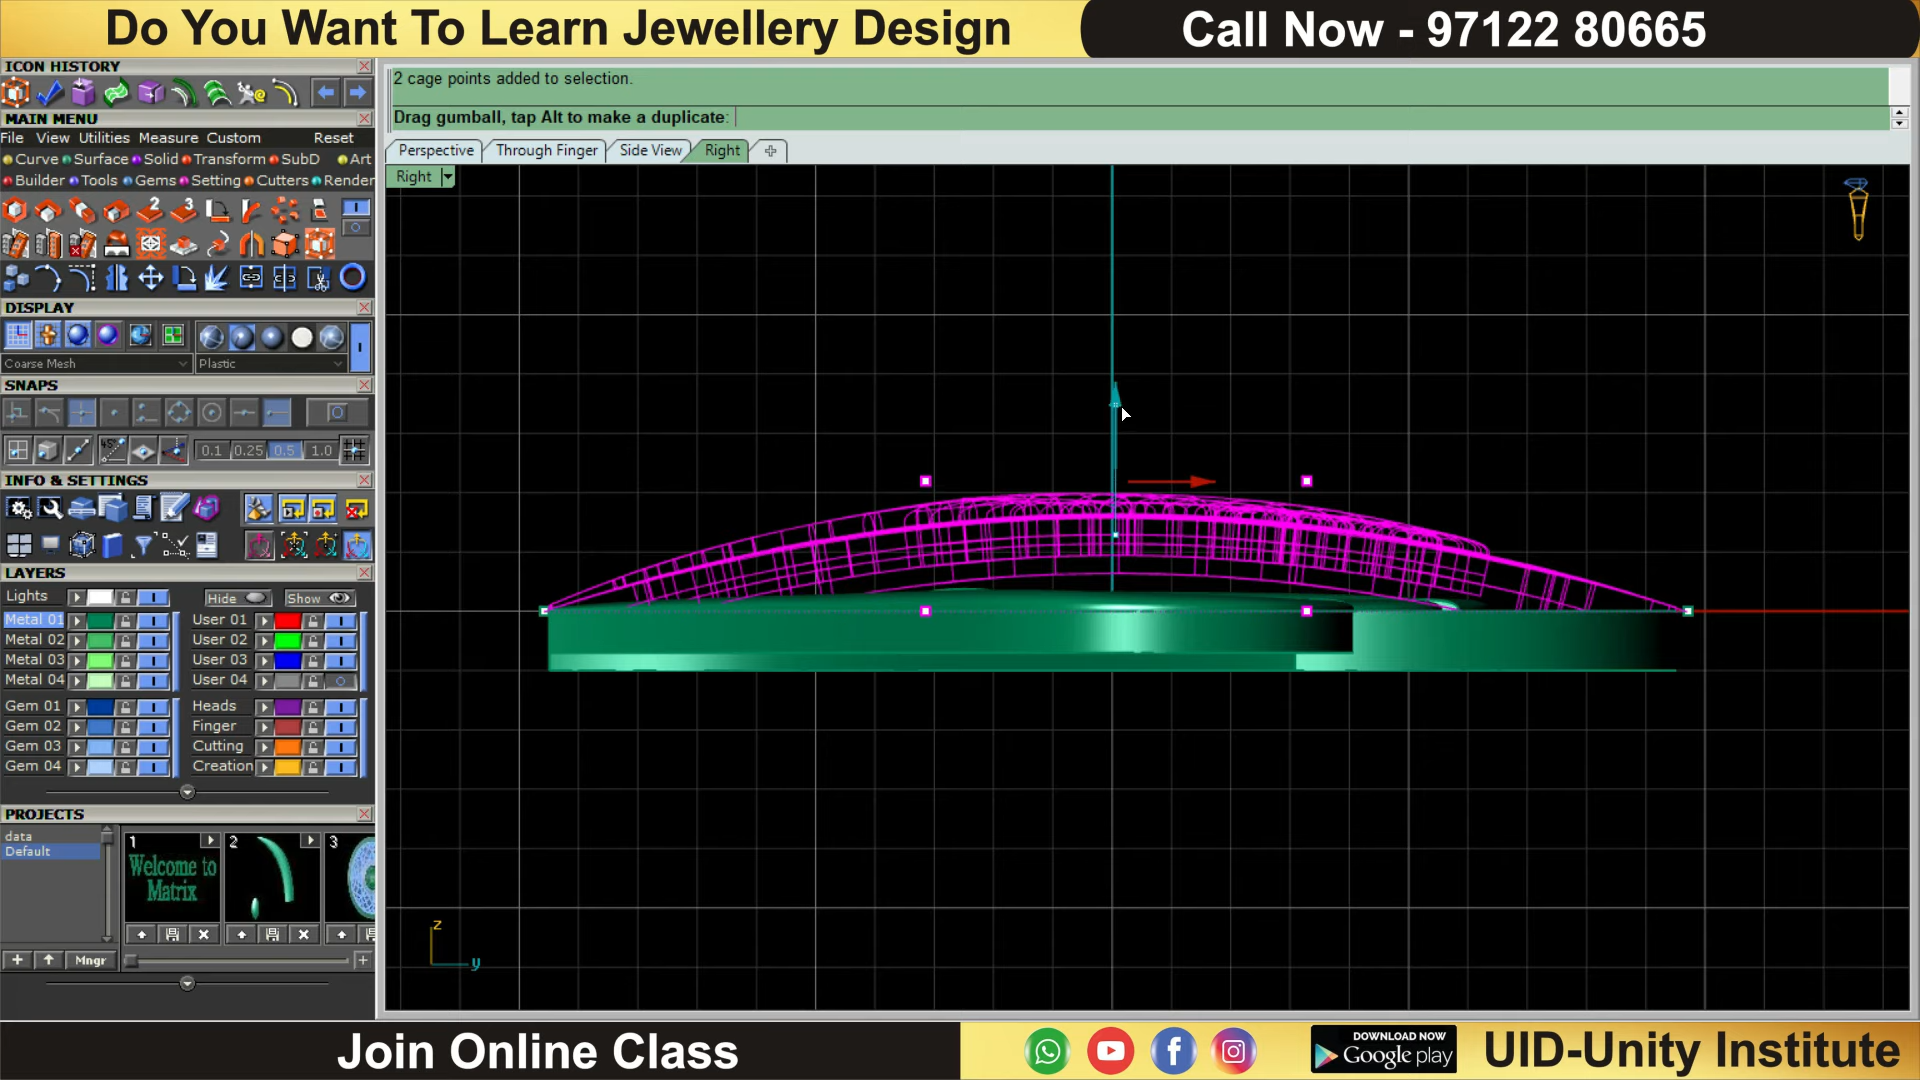 Do You Want To Learn Jewellery Design
Call Now - 97122 80665
ICON HISTORY
MAIN MENU
File View Utilities Measure Custom Reset
Curve Surface Solid Transform SubD Art
Builder Tools Gems Setting Cutters Render
2 3
DISPLAY
Coarse Mesh Plastic
SNAPS
45°
0.1 0.25 0.5 1.0
INFO & SETTINGS
LAYERS
Lights Hide Show
Metal 01 User 01
Metal 02 User 02
Metal 03 User 03
Metal 04 User 04
Gem 01 Heads
Gem 02 Finger
Gem 03 Cutting
Gem 04 Creation
PROJECTS
data
Default
1 2 3
Welcome to
Matrix
Mngr
2 cage points added to selection.
Drag gumball, tap Alt to make a duplicate:
Perspective Through Finger Side View Right
Right
z
y
Join Online Class
DOWNLOAD NOW
Google play
UID-Unity Institute